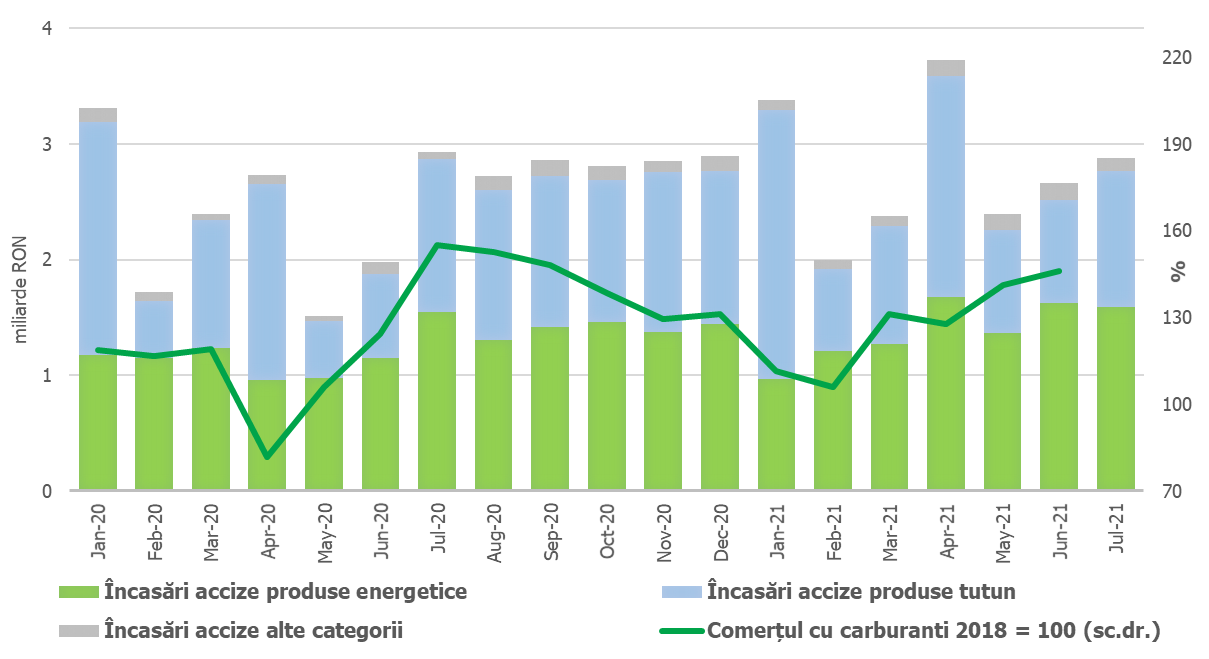 4
3
2
1
0
miliarde RON
220
190
160
130
100
70
%
Jan-20
Feb-20
Mar-20
Apr-20
May-20
Jun-20
Jul-20
Aug-20
Sep-20
Oct-20
Nov-20
Dec-20
Jan-21
Feb-21
Mar-21
Apr-21
May-21
Jun-21
Jul-21
Încasări accize produse energetice
Încasări accize produse tutun
Încasări accize alte categorii
Comerțul cu carburanti 2018 = 100 (sc.dr.)